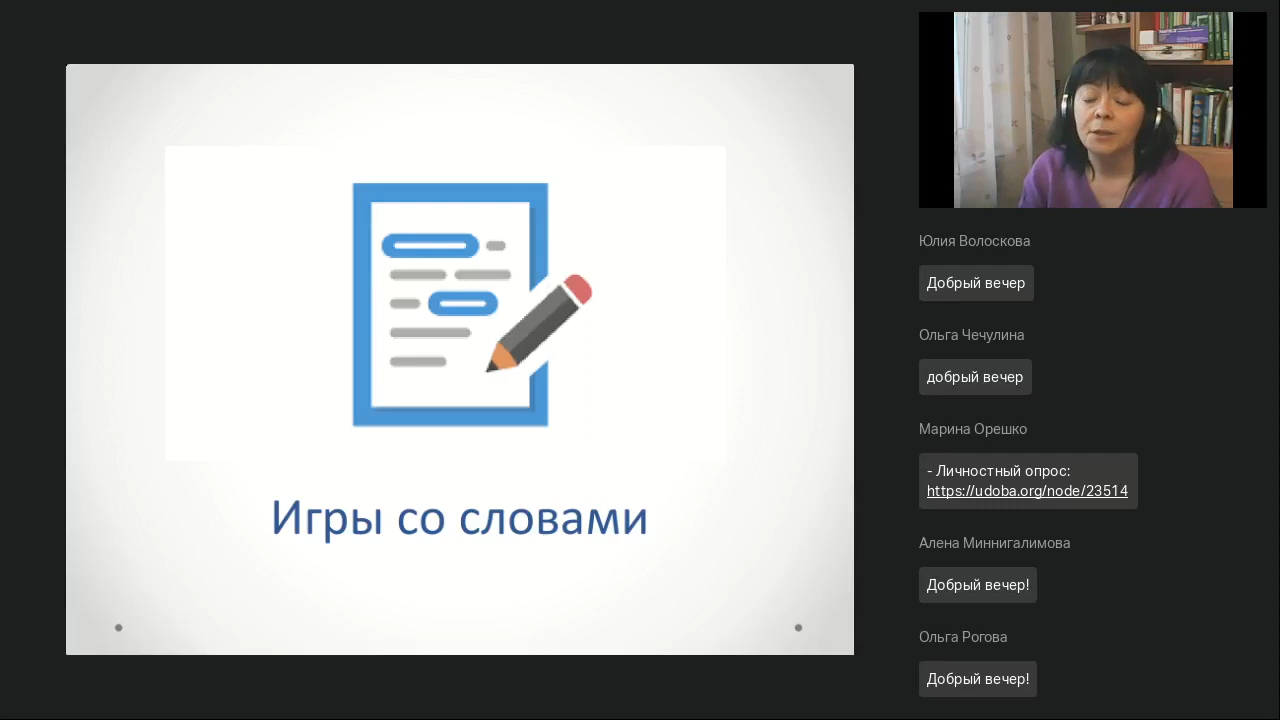 Игры со словами
Юлия Волоскова
Добрый вечер
Ольга Чечулина
добрый вечер
Марина Орешко
- Личностный опрос:
https://udoba.org/node/23514
Алена Миннигалимова
Добрый вечер!
Ольга Рогова
Добрый вечер!